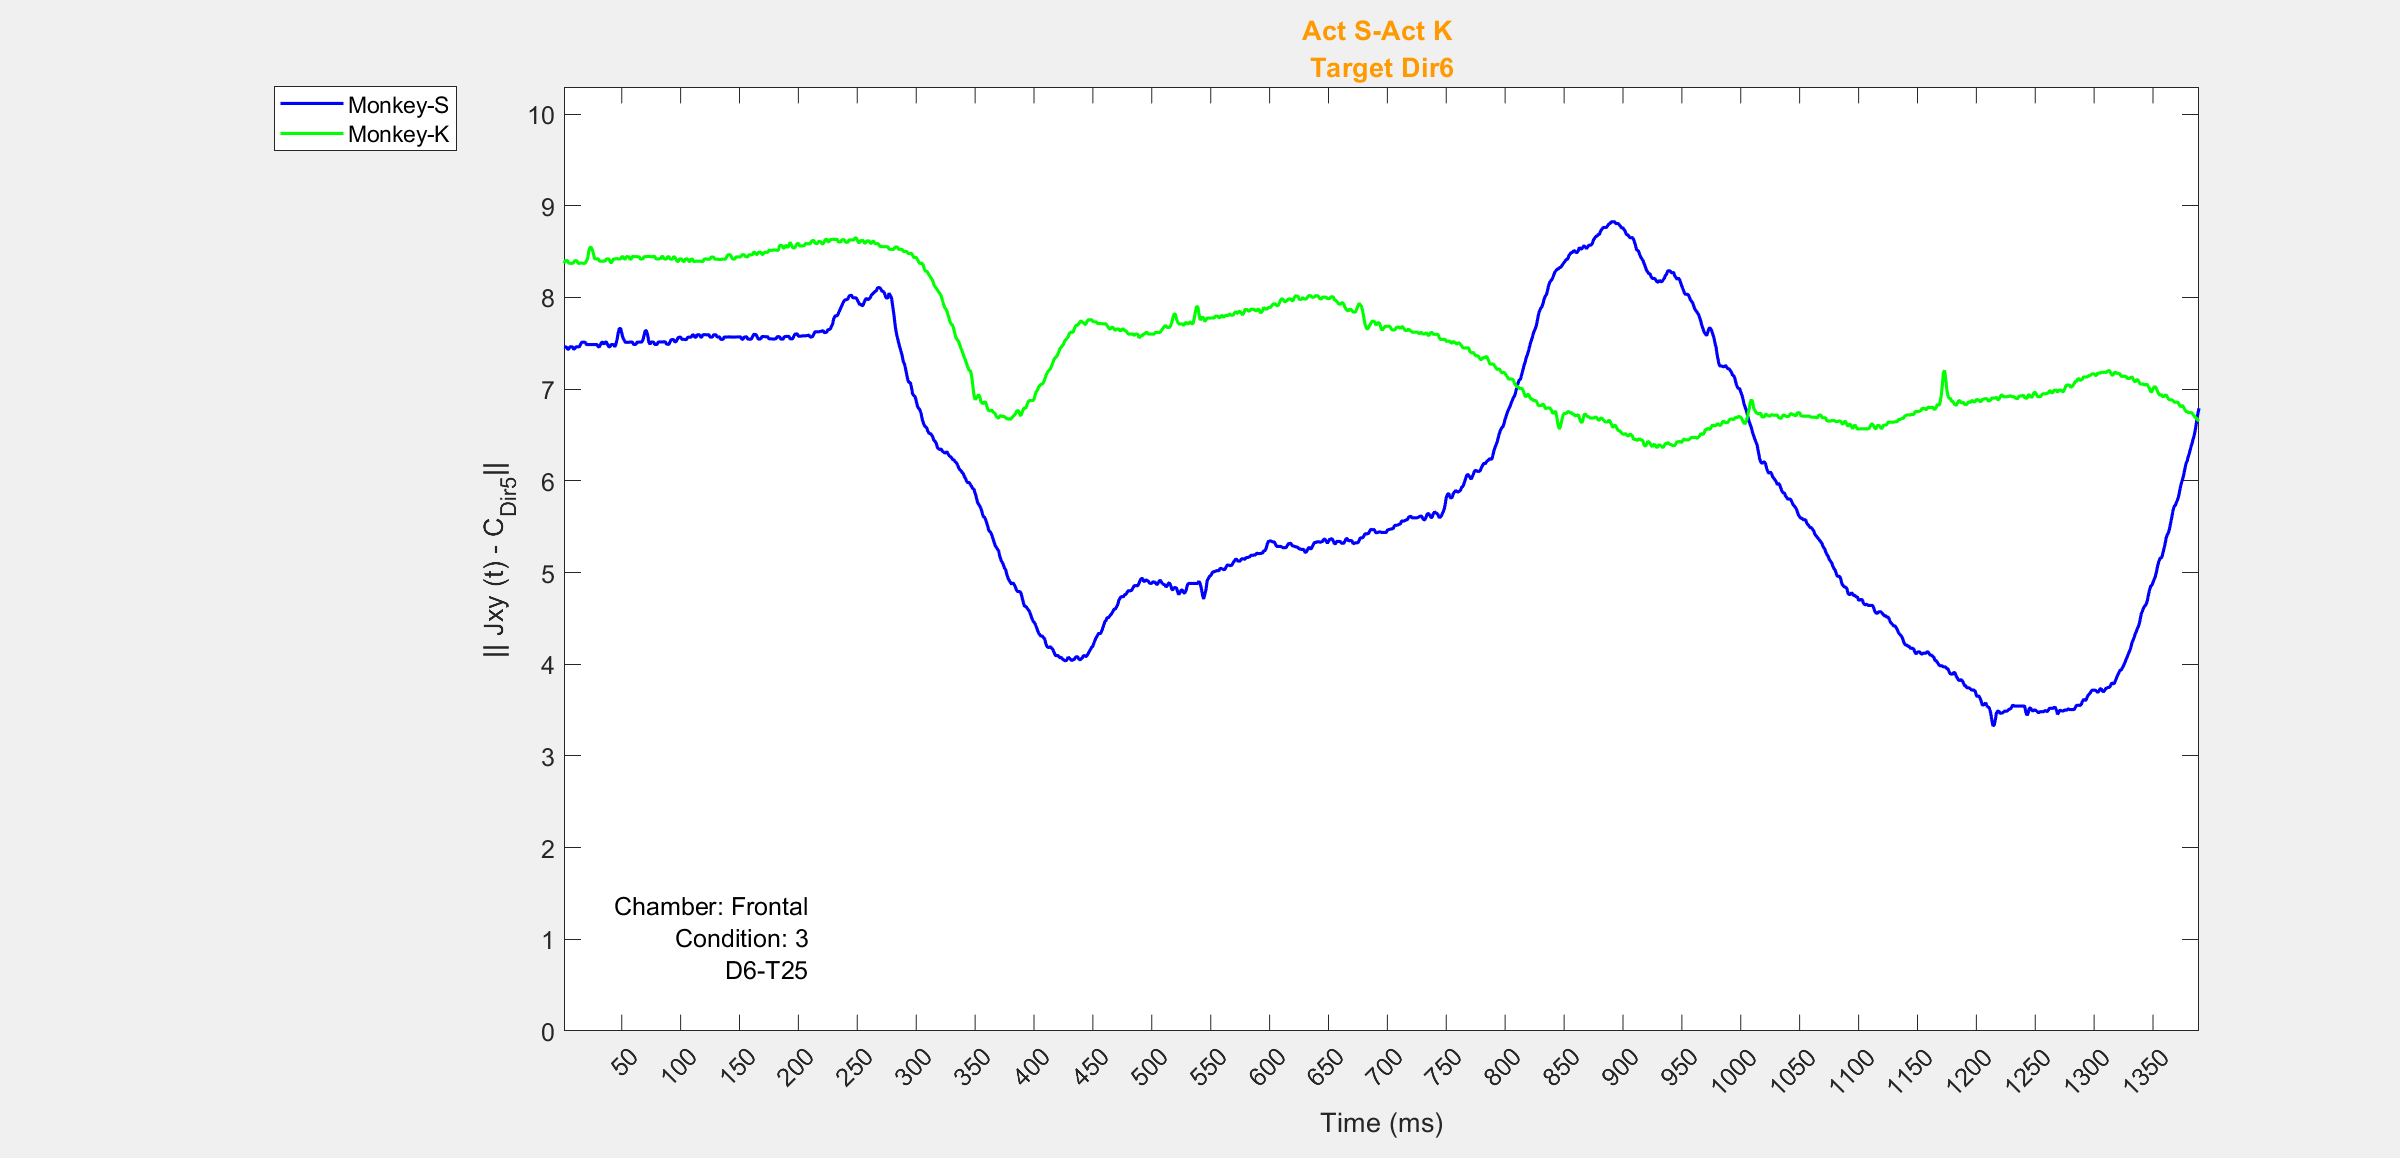 Act S-Act K
Target Dir6
Monkey-S
Monkey-K
10
9
8
7
6
5
4
3
2
1
0
|| Jxy (t) - C_Dir5||
Chamber: Frontal
Condition: 3
D6-T25
50 100 150 200 250 300 350 400 450 500 550 600 650 700 750 800 850 900 950 1000 1050 1100 1150 1200 1250 1300 1350
Time (ms)